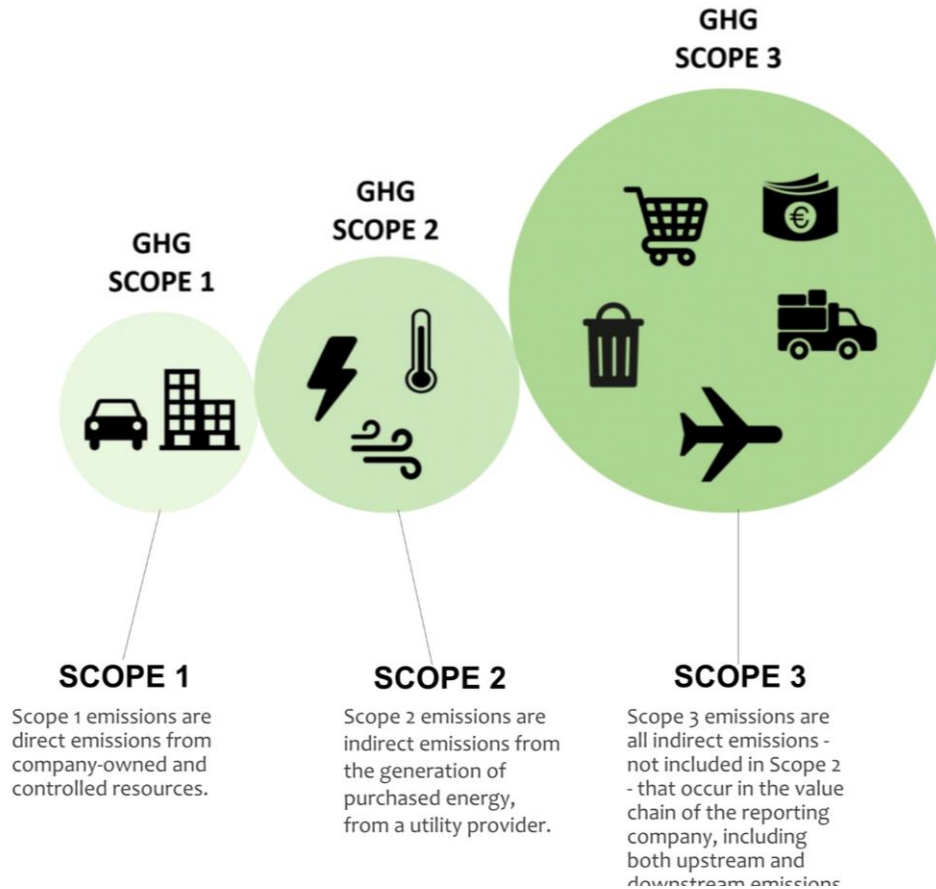 GHG
SCOPE 3
GHG
SCOPE 2
GHG
SCOPE 1
€
SCOPE 1
Scope 1 emissions are
direct emissions from
company-owned and
controlled resources.
SCOPE 2
Scope 2 emissions are
indirect emissions from
the generation of
purchased energy,
from a utility provider.
SCOPE 3
Scope 3 emissions are
all indirect emissions -
not included in Scope 2
- that occur in the value
chain of the reporting
company, including
both upstream and
downstream emissions